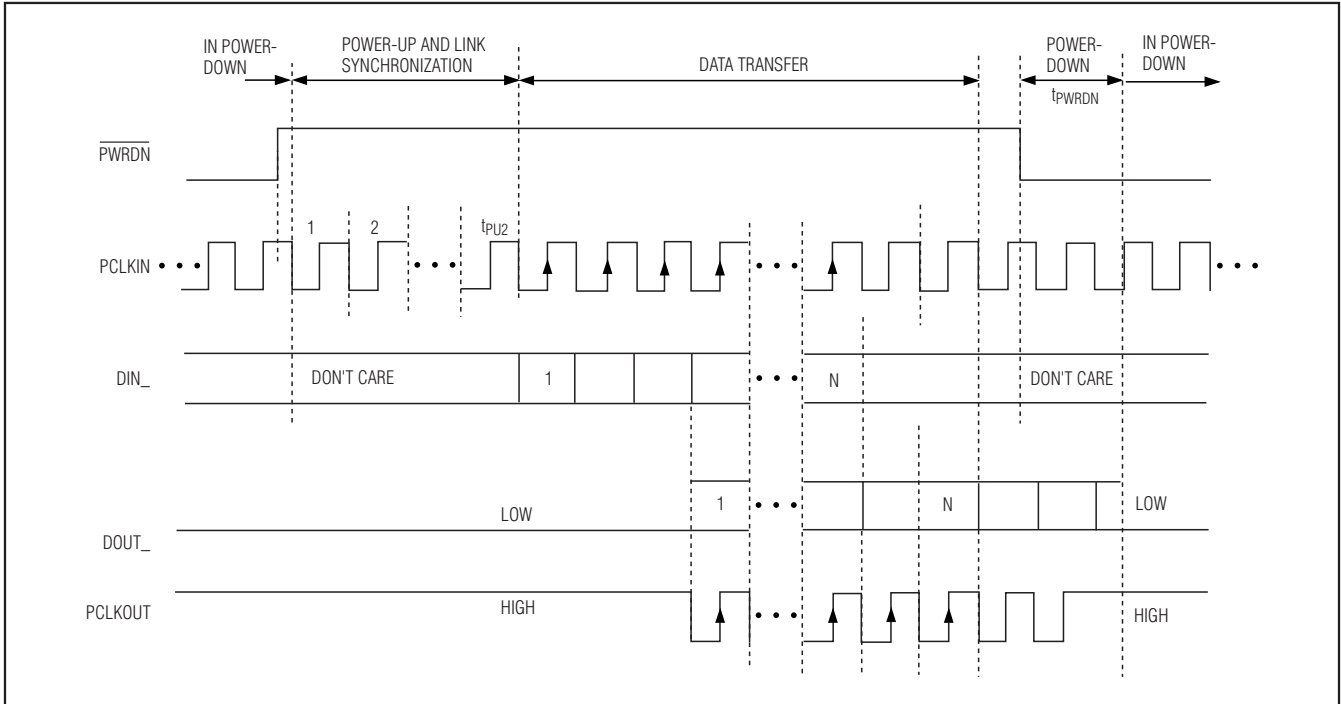 IN POWER-
DOWN
POWER-UP AND LINK
SYNCHRONIZATION
DATA TRANSFER
POWER-
DOWN
tPWRDN
IN POWER-
DOWN
PWRDN
1
2
tPU2
PCLKIN
DIN_
DON'T CARE
1
N
DON'T CARE
1
N
LOW
LOW
DOUT_
PCLKOUT
HIGH
HIGH